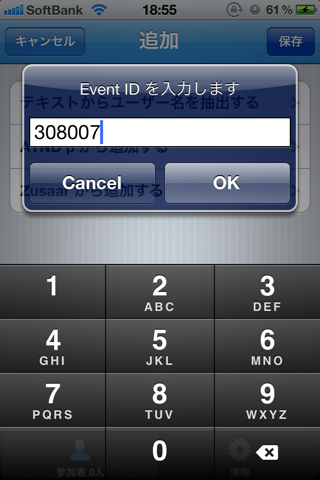 SoftBank 18:55 61%
キャンセル 追加 保存
Event ID を入力します
テキストからユーザー名を抽出する
308007
ATND β から追加する
Cancel OK
Zusaar から追加する
1 2 3
ABC DEF
4 5 6
GHI JKL MNO
7 8 9
PQRS TUV WXYZ
0
参加者 0人 情報